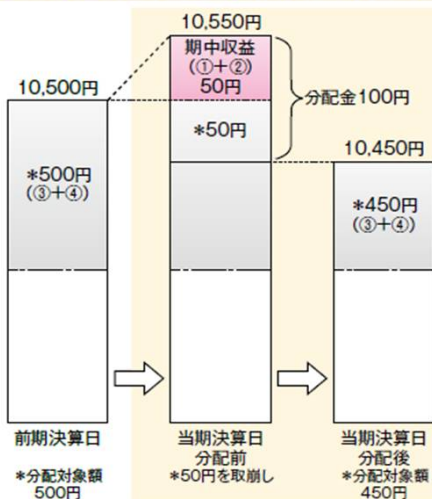 10,550円
期中収益
(①+②)
50円
10,500円
分配金100円
*50円
10,450円
*500円
(③+④)
*450円
(③+④)
前期決算日
*分配対象額
500円
当期決算日
分配前
*50円を取崩し
当期決算日
分配後
*分配対象額
450円